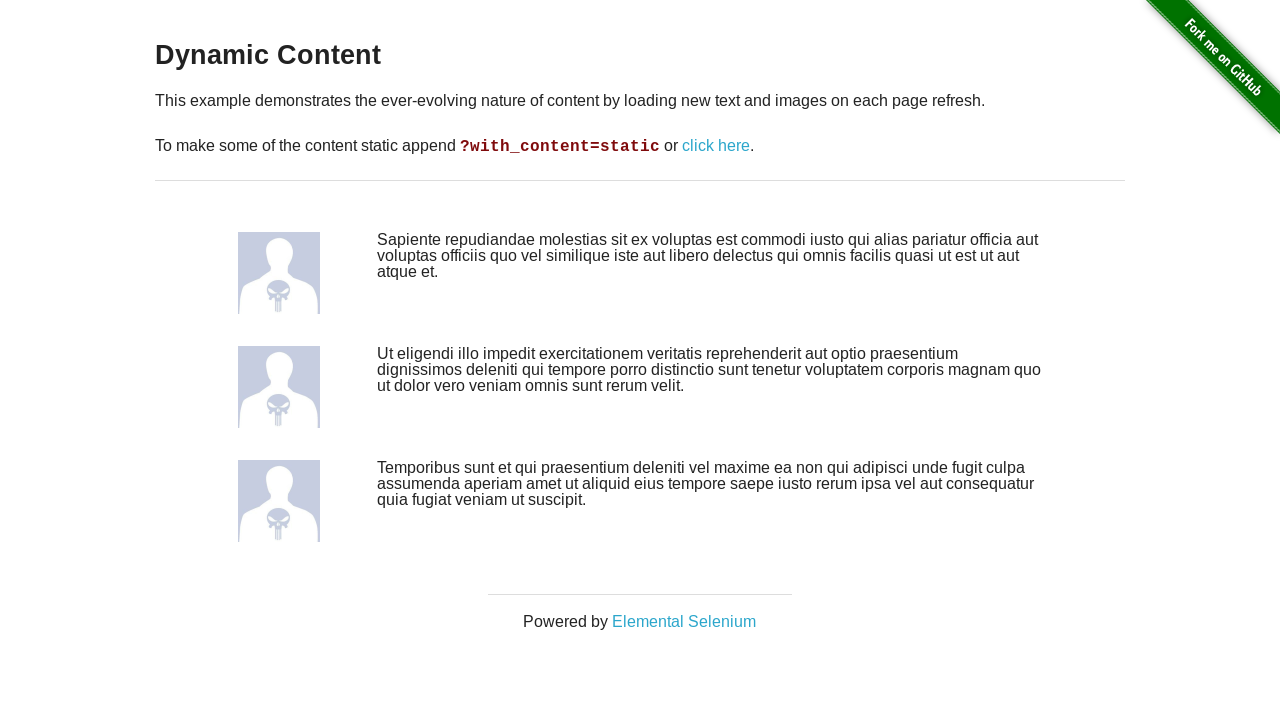 Fork me on GitHub
Dynamic Content
This example demonstrates the ever-evolving nature of content by loading new text and images on each page refresh.
To make some of the content static append ?with_content=static or click here.
Sapiente repudiandae molestias sit ex voluptas est commodi iusto qui alias pariatur officia aut
voluptas officiis quo vel similique iste aut libero delectus qui omnis facilis quasi ut est ut aut
atque et.
Ut eligendi illo impedit exercitationem veritatis reprehenderit aut optio praesentium
dignissimos deleniti qui tempore porro distinctio sunt tenetur voluptatem corporis magnam quo
ut dolor vero veniam omnis sunt rerum velit.
Temporibus sunt et qui praesentium deleniti vel maxime ea non qui adipisci unde fugit culpa
assumenda aperiam amet ut aliquid eius tempore saepe iusto rerum ipsa vel aut consequatur
quia fugiat veniam ut suscipit.
Powered by Elemental Selenium